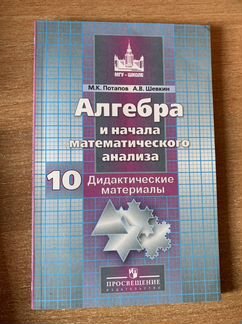 МГУ - ШКОЛЕ
М.К. Потапов А.В. Шевкин
Алгебра
и начала
математического
анализа
10 Дидактические
материалы
ПРОСВЕЩЕНИЕ
ИЗДАТЕЛЬСТВО